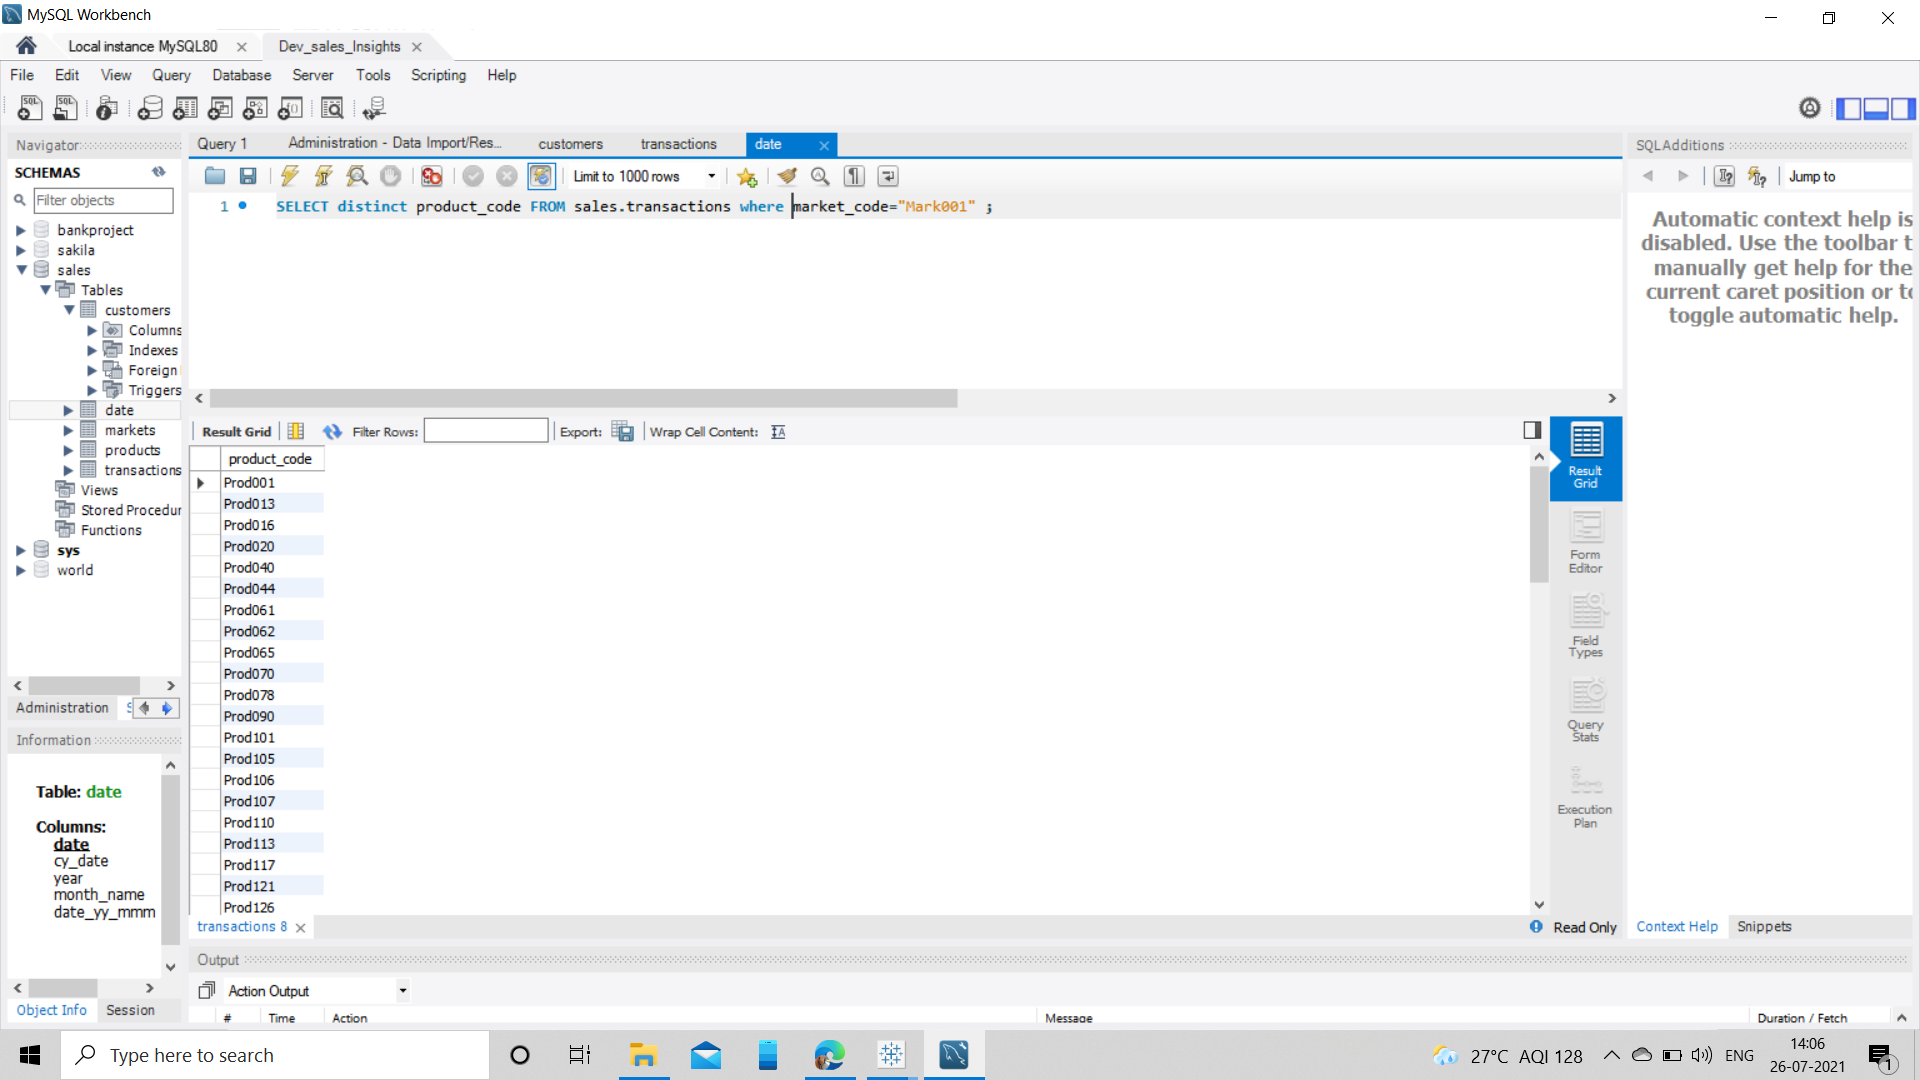 MySQL Workbench
Local instance MySQL80
Dev_sales_Insights
File Edit View Query Database Server Tools Scripting Help
Navigator
SCHEMAS
Filter objects
bankproject
sakila
sales
Tables
customers
Columns
Indexes
Foreign
Triggers
date
markets
products
transactions
Views
Stored Procedur
Functions
sys
world
Administration S
Information
Table: date
Columns:
date
cy_date
year
month_name
date_yy_mmm
Object Info Session
Query 1 Administration - Data Import/Res... customers transactions date
Limit to 1000 rows
1 SELECT distinct product_code FROM sales.transactions where market_code="Mark001" ;
Result Grid Filter Rows: Export: Wrap Cell Content:
product_code
Prod001
Prod013
Prod016
Prod020
Prod040
Prod044
Prod061
Prod062
Prod065
Prod070
Prod078
Prod090
Prod101
Prod105
Prod106
Prod107
Prod110
Prod113
Prod117
Prod121
Prod126
Result
Grid
Form
Editor
Field
Types
Query
Stats
Execution
Plan
transactions 8
Read Only
Output
Action Output
# Time Action Message Duration / Fetch
SQLAdditions
Jump to
Automatic context help is
disabled. Use the toolbar t
manually get help for the
current caret position or to
toggle automatic help.
Context Help Snippets
Type here to search
27°C AQI 128
ENG
14:06
26-07-2021
1